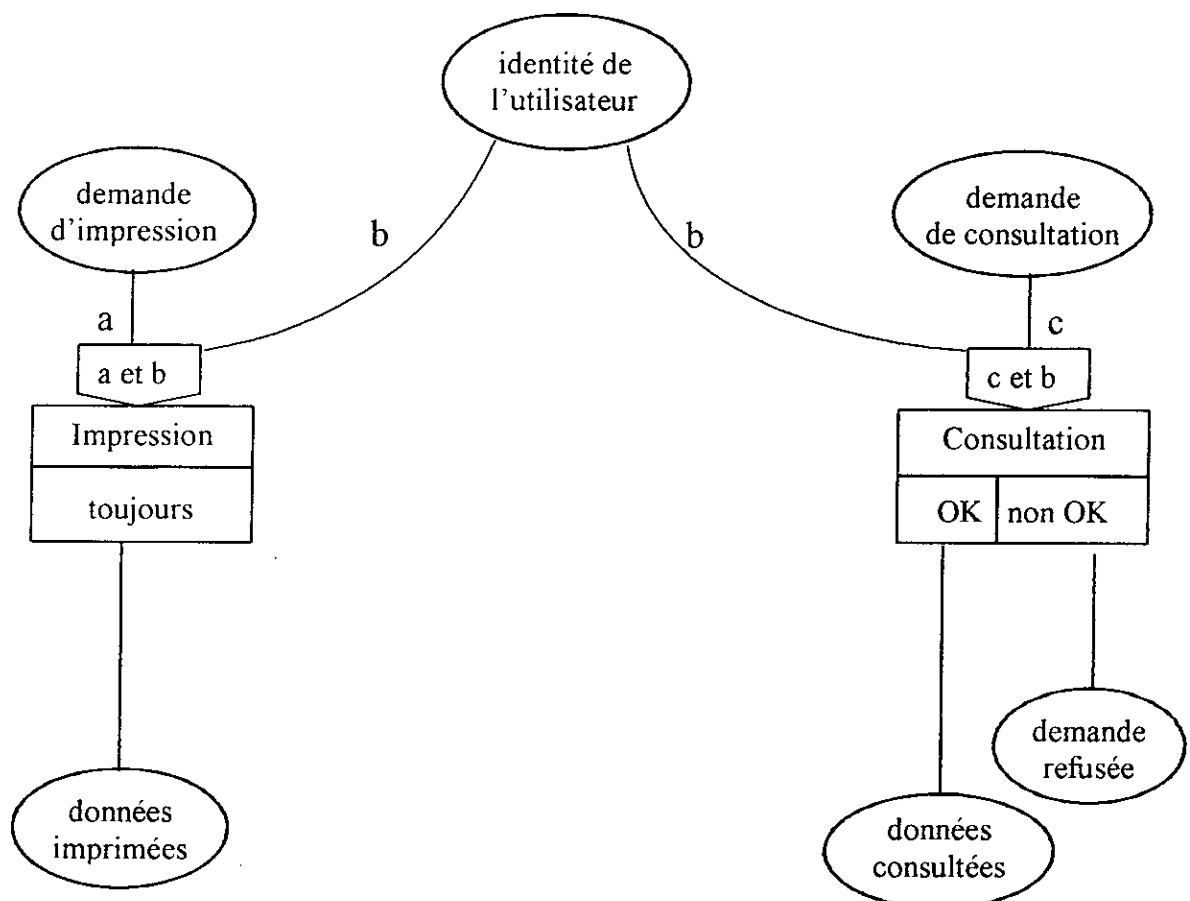 identité de
l'utilisateur
demande
d'impression
demande
de consultation
b
b
a
c
a et b
c et b
Impression
Consultation
toujours
OK
non OK
demande
refusée
données
imprimées
données
consultées